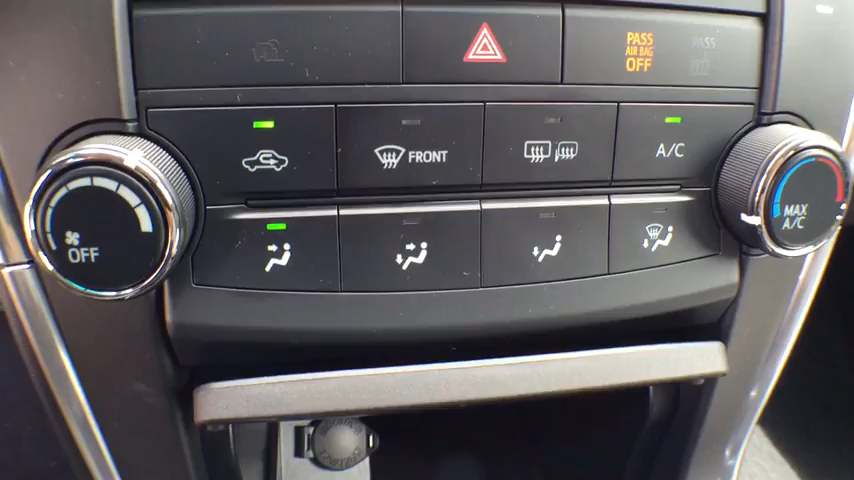 PASS
AIR BAG
OFF
PASS
FRONT
A/C
OFF
MAX
A/C